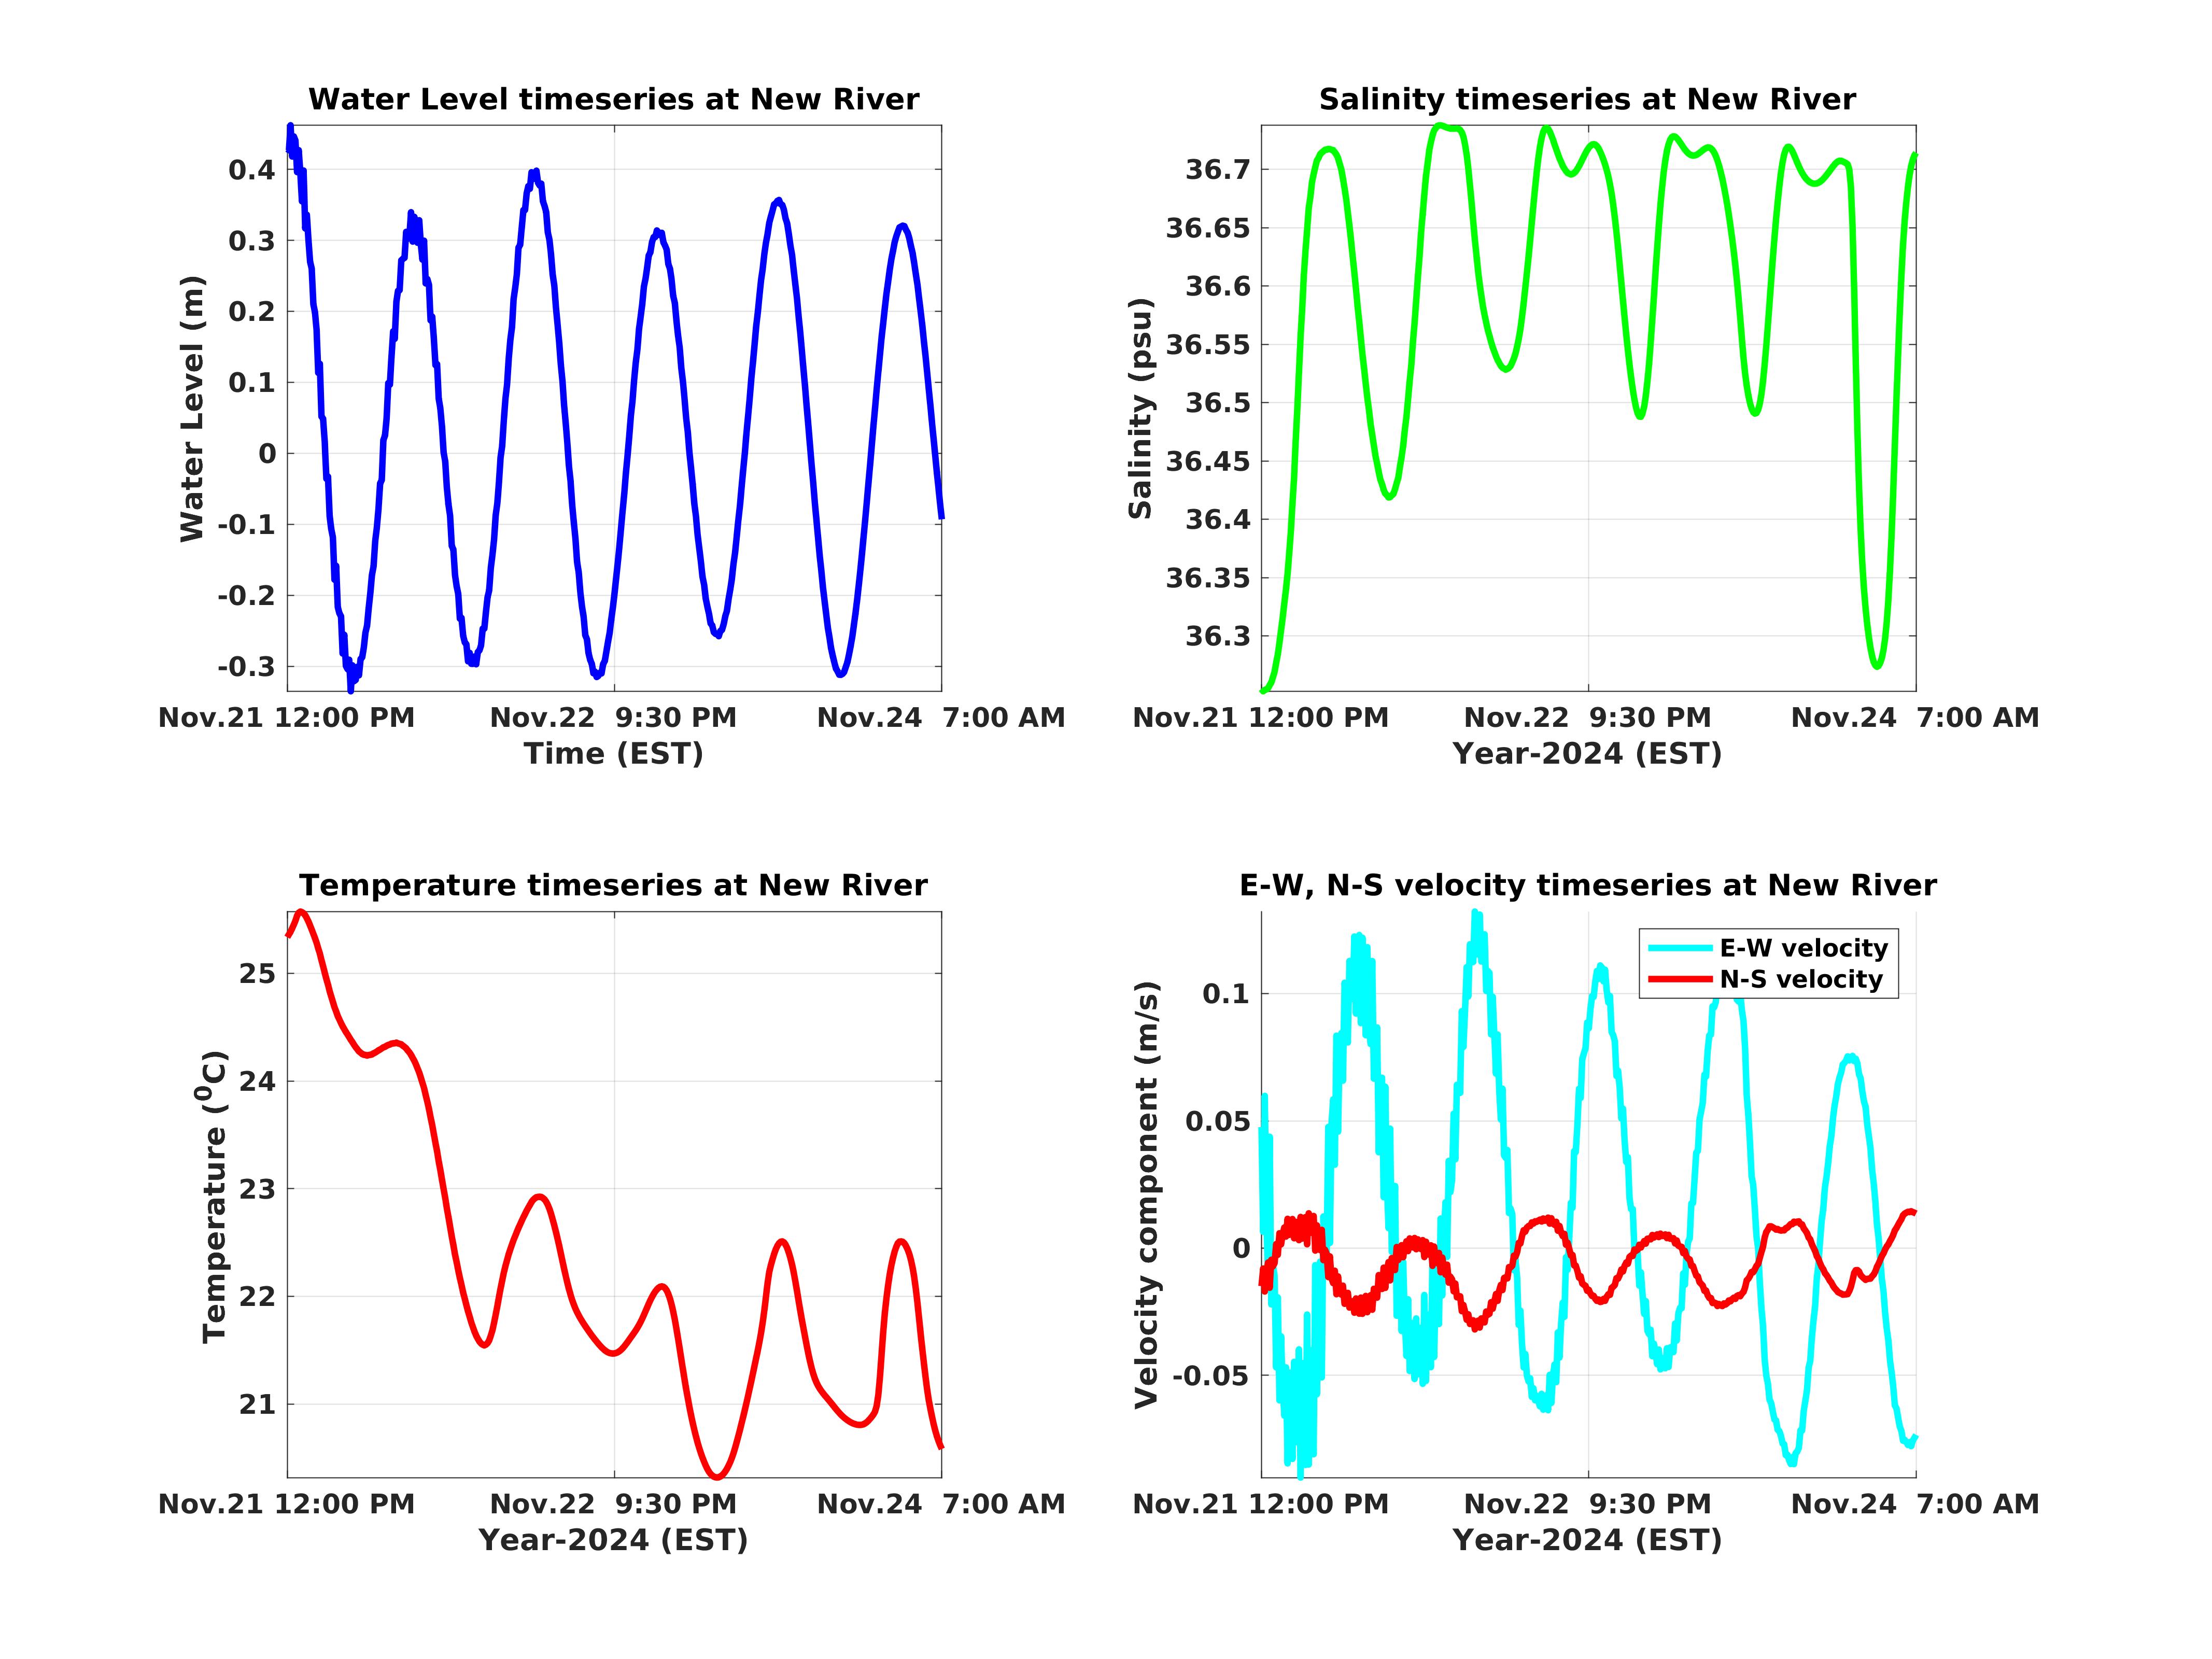 Water Level timeseries at New River
Water Level (m)
0.4
0.3
0.2
0.1
0
-0.1
-0.2
-0.3
Nov.21 12:00 PM
Nov.22 9:30 PM
Nov.24 7:00 AM
Time (EST)
Salinity timeseries at New River
Salinity (psu)
36.7
36.65
36.6
36.55
36.5
36.45
36.4
36.35
36.3
Nov.21 12:00 PM
Nov.22 9:30 PM
Nov.24 7:00 AM
Year-2024 (EST)
Temperature timeseries at New River
Temperature (⁰C)
25
24
23
22
21
Nov.21 12:00 PM
Nov.22 9:30 PM
Nov.24 7:00 AM
Year-2024 (EST)
E-W, N-S velocity timeseries at New River
Velocity component (m/s)
E-W velocity
N-S velocity
0.1
0.05
0
-0.05
Nov.21 12:00 PM
Nov.22 9:30 PM
Nov.24 7:00 AM
Year-2024 (EST)